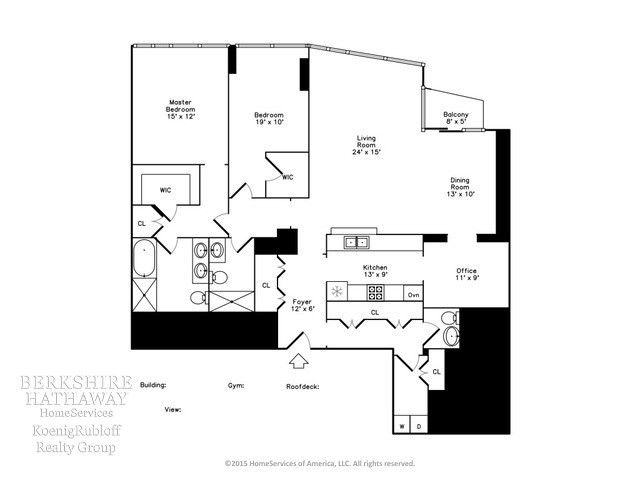 Master
Bedroom
15' x 12'
Bedroom
19' x 10'
Balcony
8' x 5'
Living
Room
24' x 15'
WIC
WIC
Dining
Room
13' x 10'
CL
Kitchen
13' x 9'
Office
11' x 9'
CL
Ovn
Foyer
12' x 6'
CL
CL
W D
BERKSHIRE
HATHAWAY
HomeServices
KoenigRubloff
Realty Group
Building:
Gym:
Roofdeck:
View:
©2015 HomeServices of America, LLC. All rights reserved.